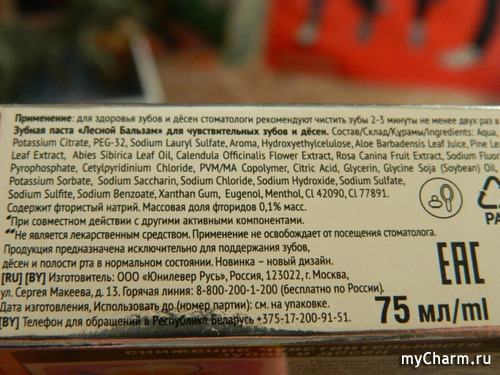 Применение: для здоровья зубов и дёсен стоматологи рекомендуют чистить зубы 2-3 минуты не менее двух раз в
Зубная паста «Лесной Бальзам» для чувствительных зубов и дёсен. Состав/Склад/Құрамы/Ingredients: Aqua,
Potassium Citrate, PEG-32, Sodium Lauryl Sulfate, Aroma, Hydroxyethylcellulose, Aloe Barbadensis Leaf Juice, Pine
Leaf Extract, Abies Sibirica Leaf Oil, Calendula Officinalis Flower Extract, Rosa Canina Fruit Extract, Sodium Fluor
Pyrophosphate, Cetylpyridinium Chloride, PVM/MA Copolymer, Citric Acid, Glycerin, Glycine Soja (Soybean) Oil,
Potassium Sorbate, Sodium Saccharin, Sodium Chloride, Sodium Hydroxide, Sodium Sulfate,
Sodium Sulfite, Sodium Benzoate, Xanthan Gum, Eugenol, Menthol, CI 42090, CI 77891.
Содержит фтористый натрий. Массовая доля фторидов 0,1% масс.
*При совместном действии с другими активными компонентами.
**Не является лекарственным средством. Применение не освобождает от посещения стоматолога.
Продукция предназначена исключительно для поддержания зубов,
дёсен и полости рта в нормальном состоянии. Новинка – новый дизайн.
[RU] [BY] Изготовитель: ООО «Юнилевер Русь», Россия, 123022, г. Москва,
ул. Сергея Макеева, д. 13. Горячая линия: 8-800-200-1-200 (бесплатно по России).
Дата изготовления, Использовать до (номер партии): см. на упаковке.
[BY] Телефон для обращений в Республике Беларусь +375-17-200-91-51.
PA
EAC
75 мл/ml
myCharm.ru